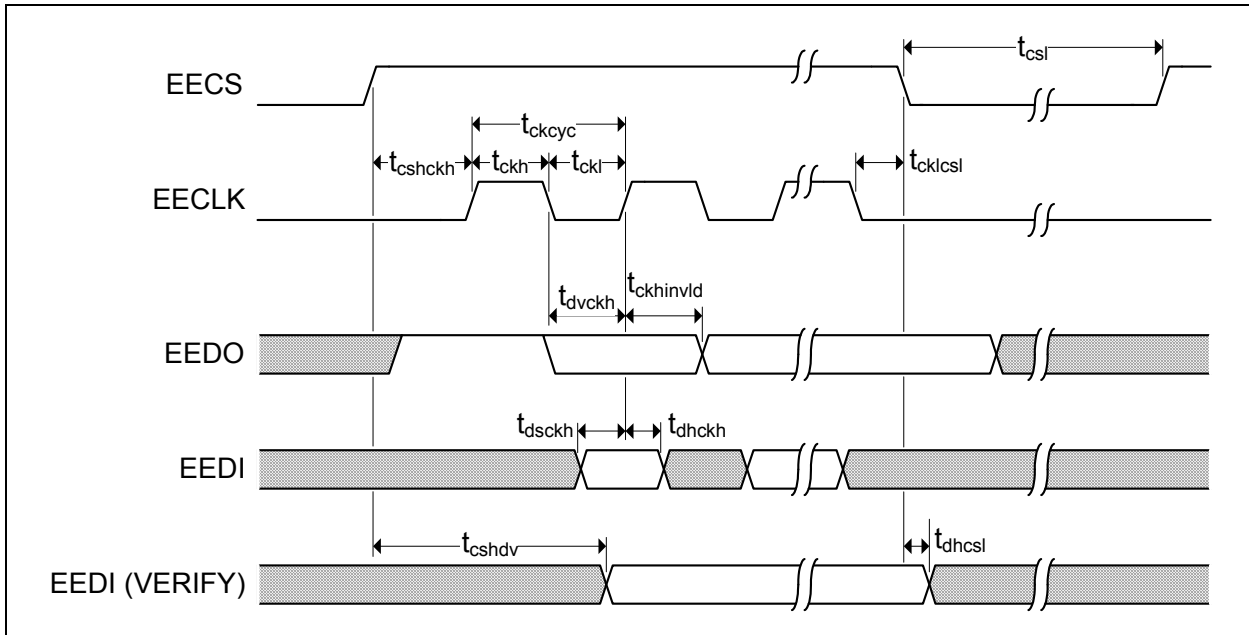 EECS
t_csl
t_ckcyc
t_cshckh
t_ckh
t_ckl
t_cklcsl
EECLK
t_dvckh
t_ckhinvld
EEDO
t_dsckh
t_dhckh
EEDI
t_cshdv
t_dhcsl
EEDI (VERIFY)